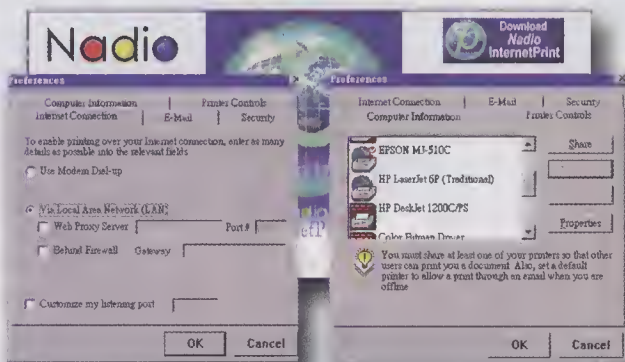 Nadio
Download
Nadio
InternetPrint
Preferences
Computer Information
Printer Controls
Internet Connection
E-Mail
Security
To enable printing over your Internet connection, enter as many
details as possible into the relevant fields
Use Modem Dial-up
Via Local Area Network (LAN)
Web Proxy Server
Port #
Behind Firewall
Gateway
Customize my listening port
OK
Cancel
Preferences
Internet Connection
E-Mail
Security
Computer Information
Printer Controls
EPSON MJ-510C
HP LaserJet 6P (Traditional)
HP DeskJet 1200C/PS
Color Bitmap Driver
Share
Properties
You must share at least one of your printers so that other
users can print you a document. Also, set a default
printer to allow a print through an email when you are
offline
OK
Cancel